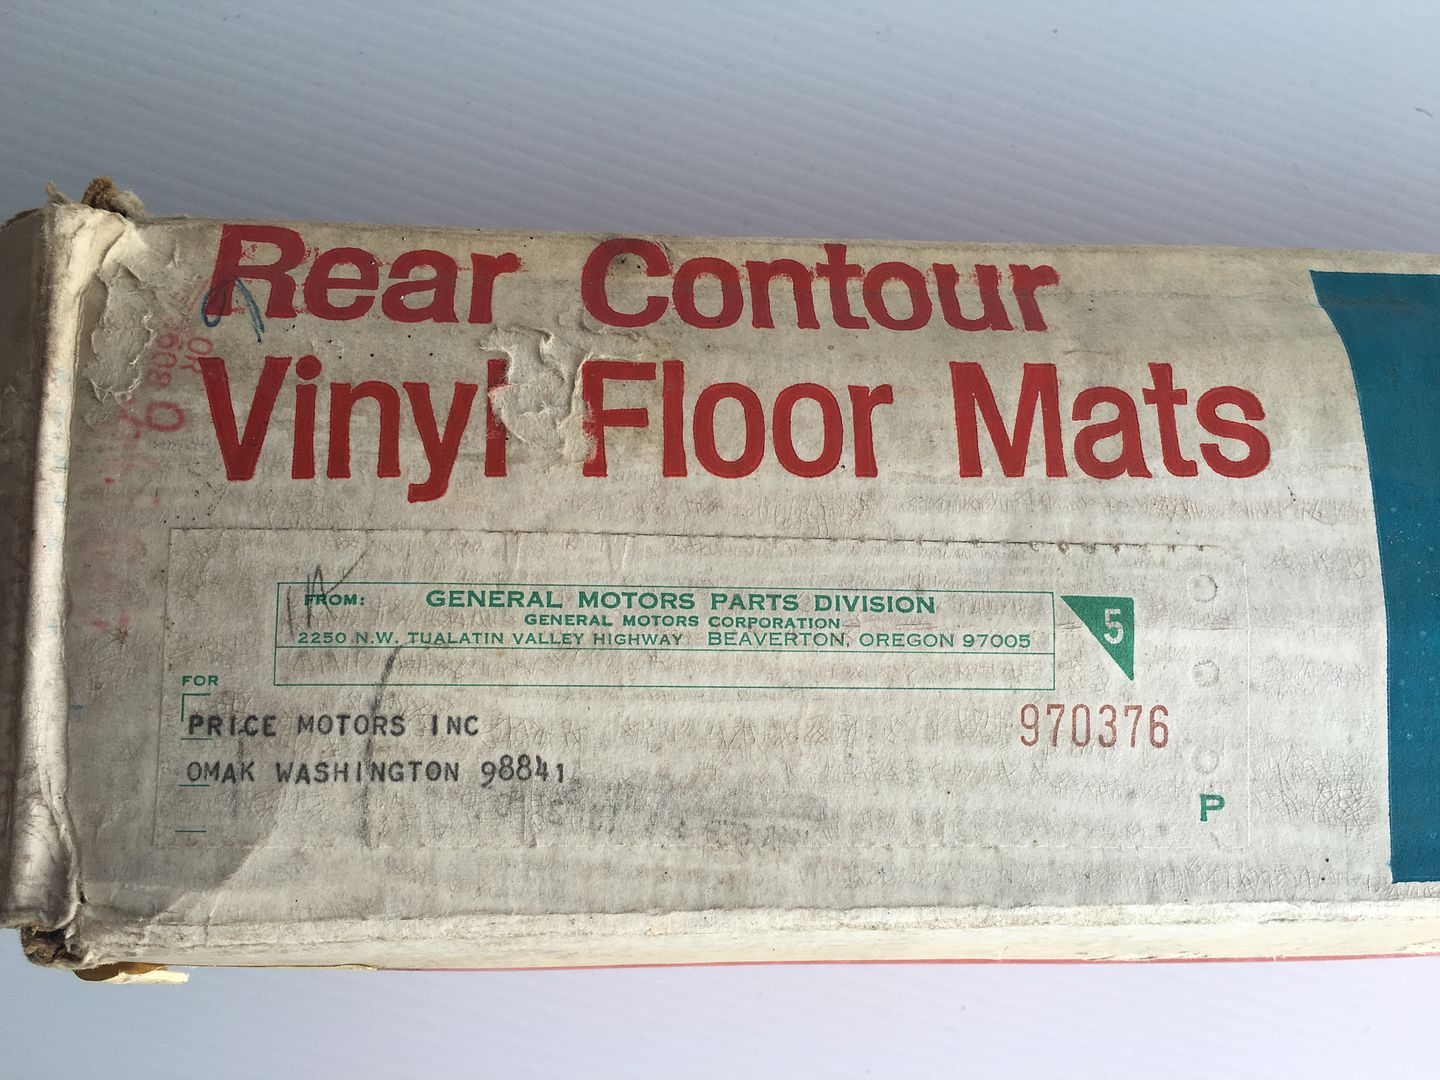 Rear Contour
Vinyl Floor Mats
FROM: GENERAL MOTORS PARTS DIVISION
GENERAL MOTORS CORPORATION
2250 N.W. TUALATIN VALLEY HIGHWAY BEAVERTON, OREGON 97005
5
FOR
PRICE MOTORS INC
970376
OMAK WASHINGTON 98841
P